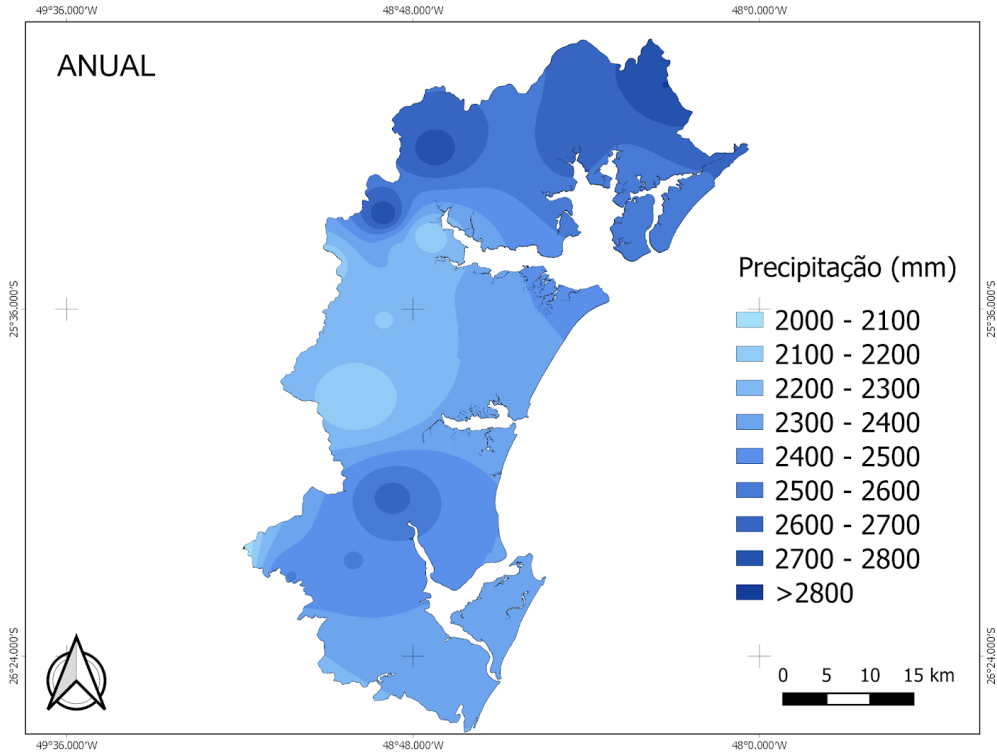 49°36.000'W 48°48.000'W 48°0.000'W
ANUAL
25°36.000'S
25°36.000'S
Precipitação (mm)
2000 - 2100
2100 - 2200
2200 - 2300
2300 - 2400
2400 - 2500
2500 - 2600
2600 - 2700
2700 - 2800
>2800
26°24.000'S
26°24.000'S
0 5 10 15 km
49°36.000'W 48°48.000'W 48°0.000'W